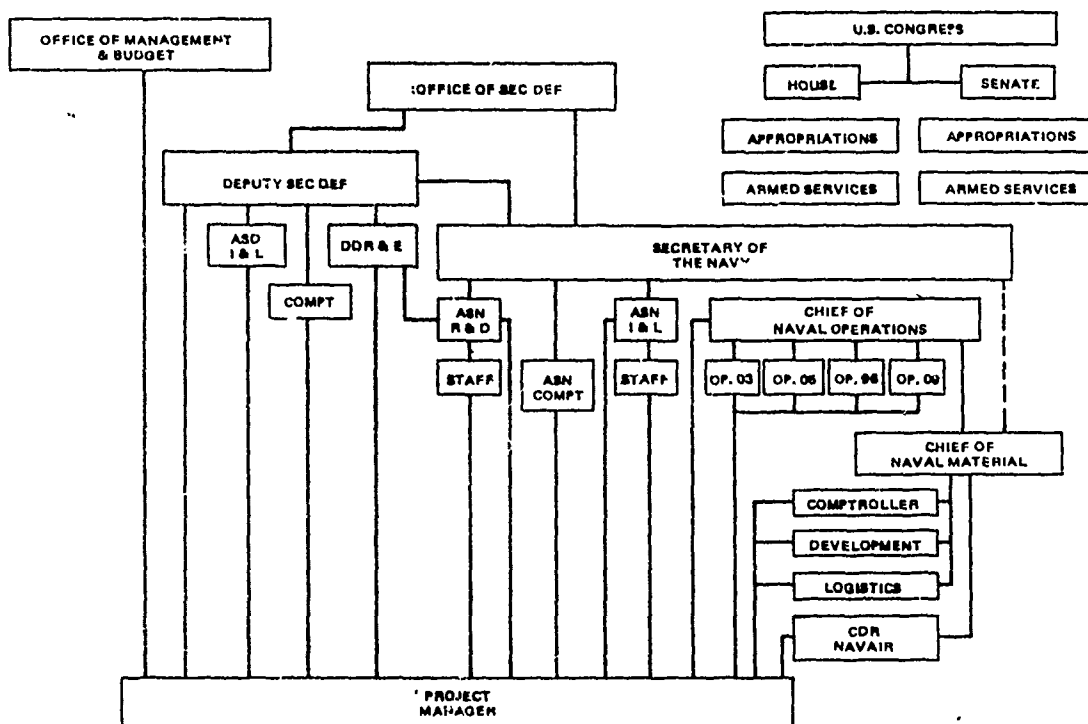 OFFICE OF MANAGEMENT
& BUDGET
U.S. CONGRESS
HOUSE
SENATE
OFFICE OF SEC DEF
APPROPRIATIONS
APPROPRIATIONS
DEPUTY SEC DEF
ARMED SERVICES
ARMED SERVICES
ASD
I & L
DDR & E
SECRETARY OF
THE NAVY
COMPT
ASN
R & D
ASN
I & L
CHIEF OF
NAVAL OPERATIONS
STAFF
ASN
COMPT
STAFF
OP. 03
OP. 05
OP. 96
OP. 09
CHIEF OF
NAVAL MATERIAL
COMPTROLLER
DEVELOPMENT
LOGISTICS
CDR
NAVAIR
PROJECT
MANAGER